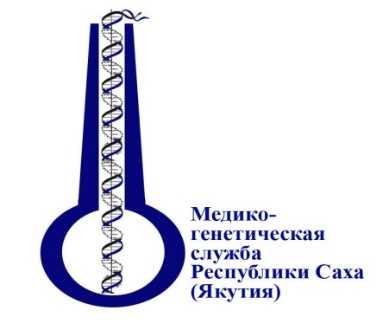 Медико-
генетическая
служба
Республики Саха
(Якутия)